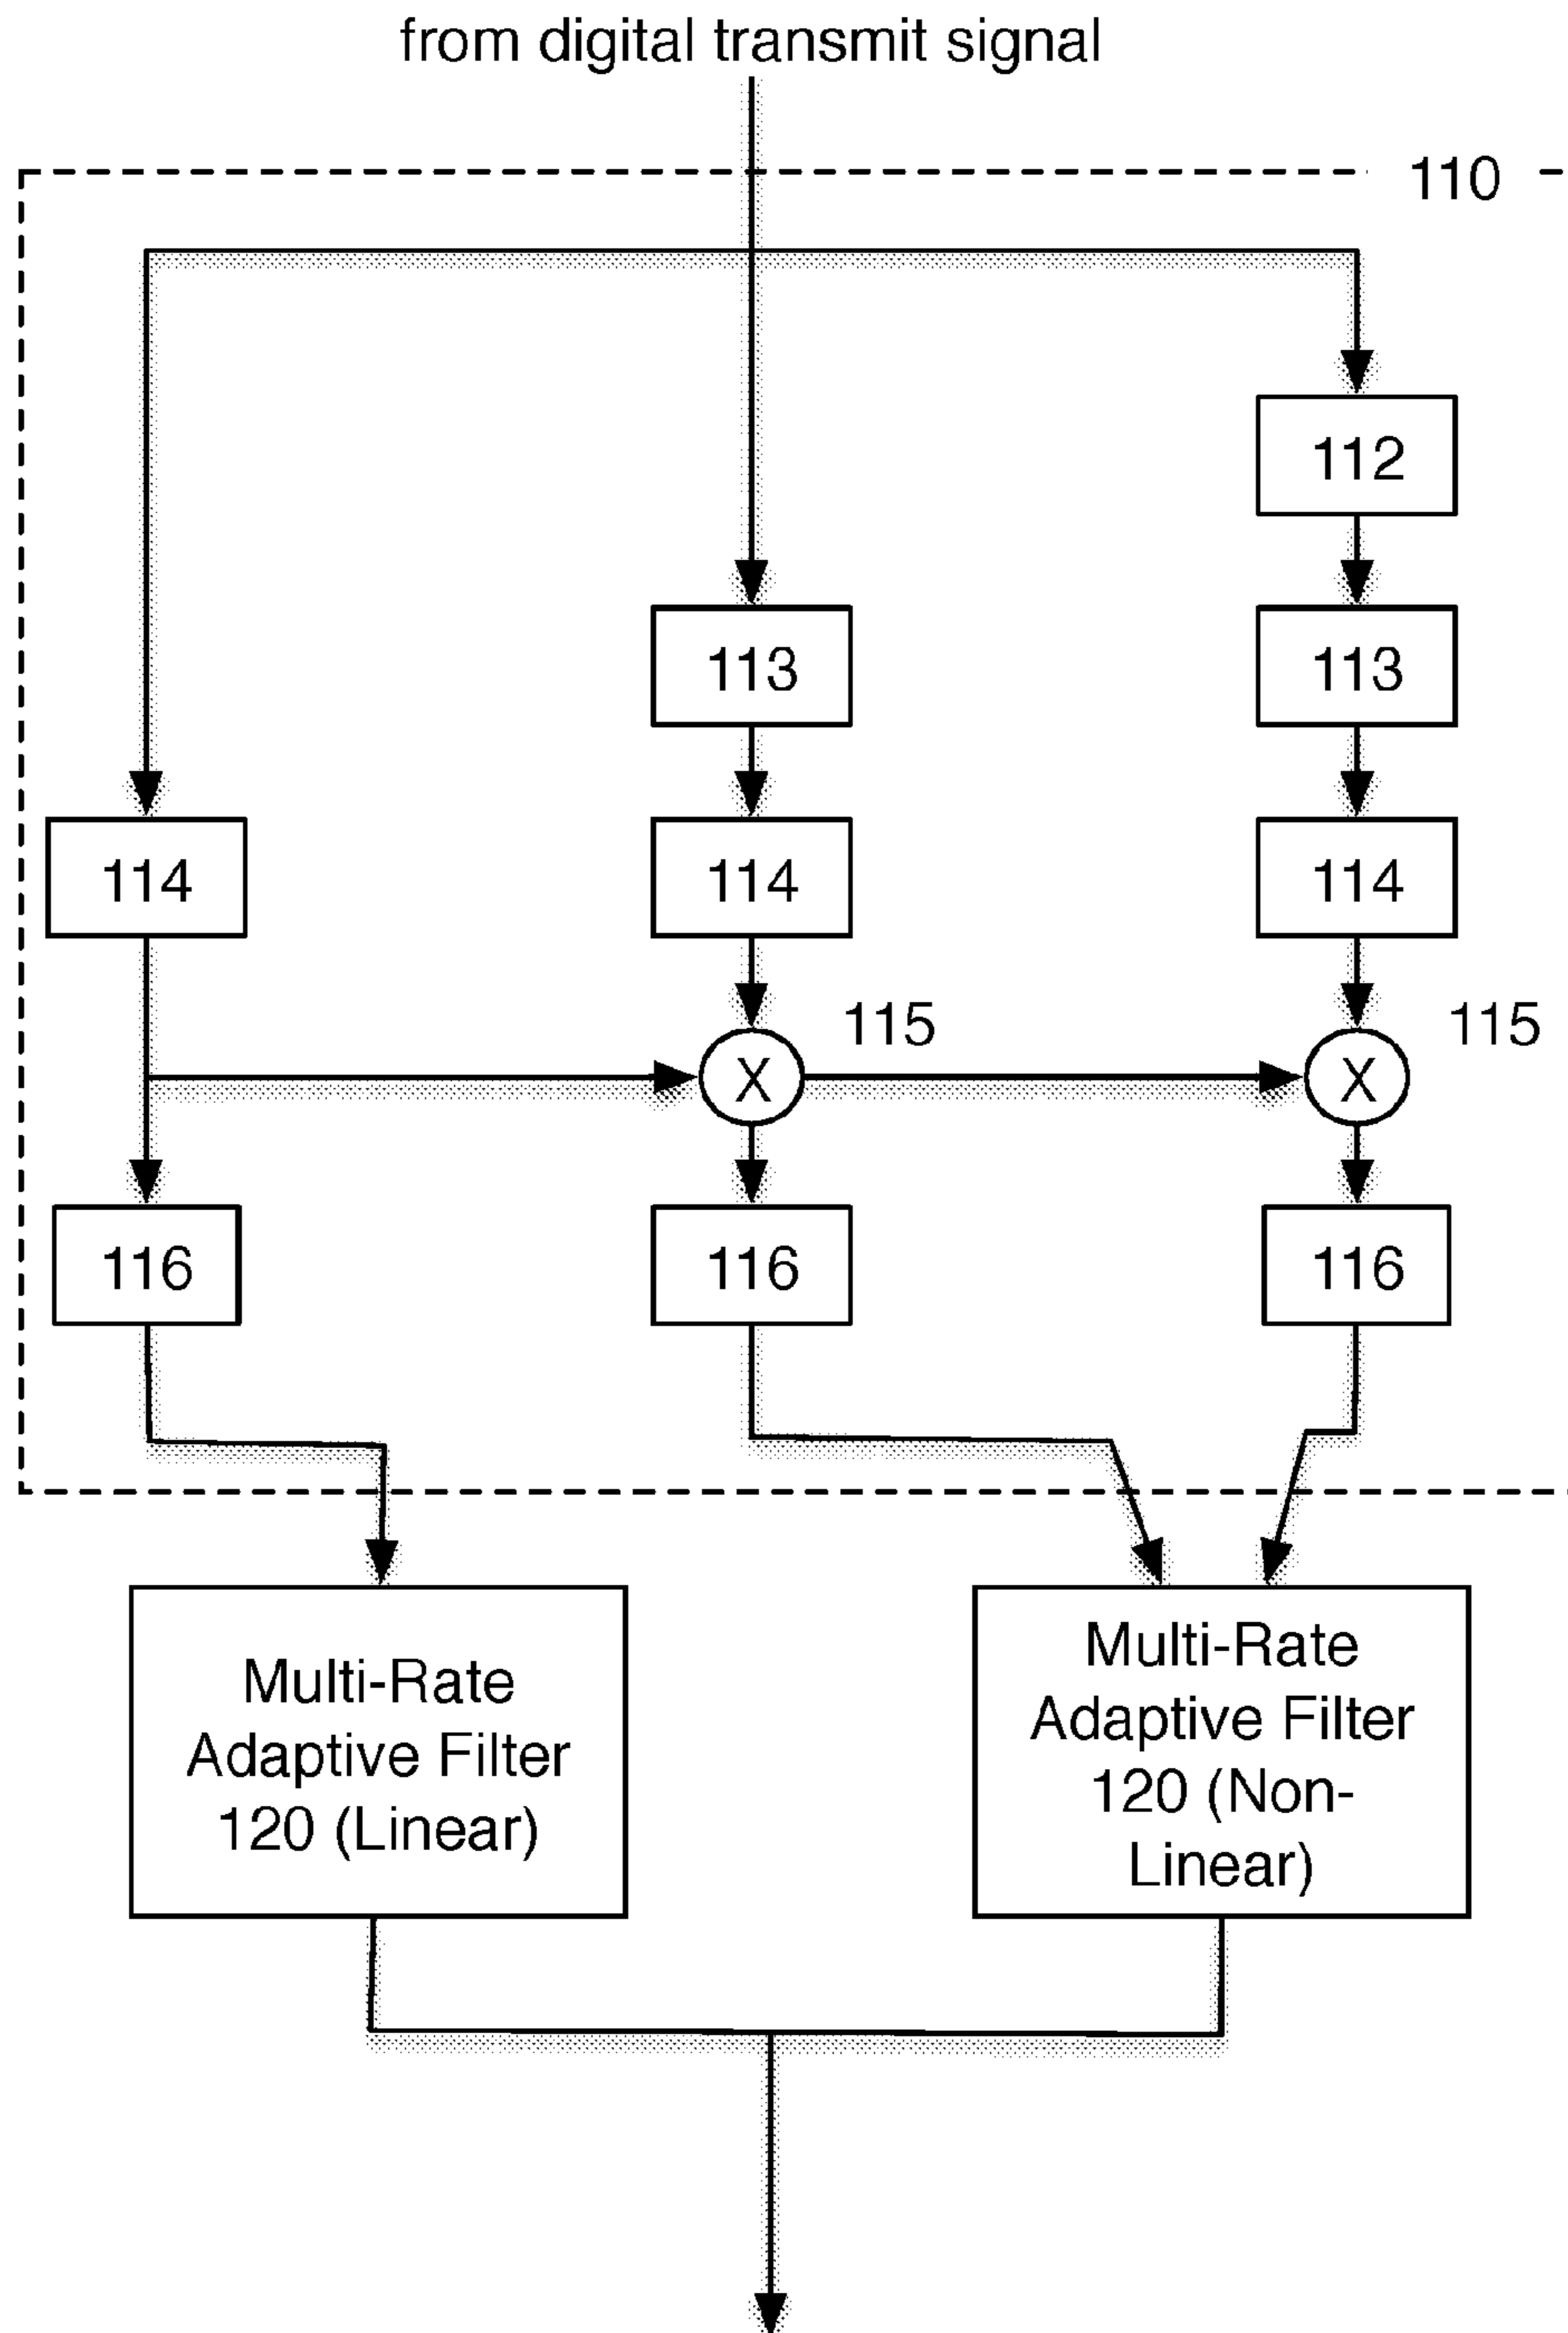 from digital transmit signal
110
112
113
113
114
114
114
115
115
X
X
116
116
116
Multi-Rate
Adaptive Filter
120 (Linear)
Multi-Rate
Adaptive Filter
120 (Non-
Linear)